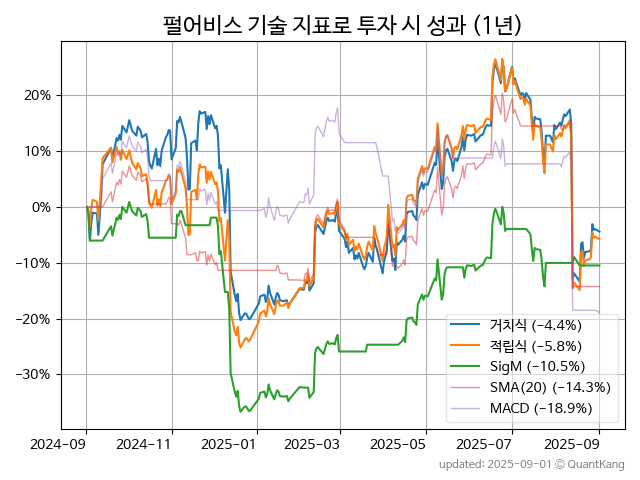 펄어비스 기술 지표로 투자 시 성과 (1년)
20%
10%
0%
−10%
−20%
−30%
거치식 (−4.4%)
적립식 (−5.8%)
SigM (−10.5%)
SMA(20) (−14.3%)
MACD (−18.9%)
2024-09 2024-11 2025-01 2025-03 2025-05 2025-07 2025-09
updated: 2025-09-01 © QuantKang